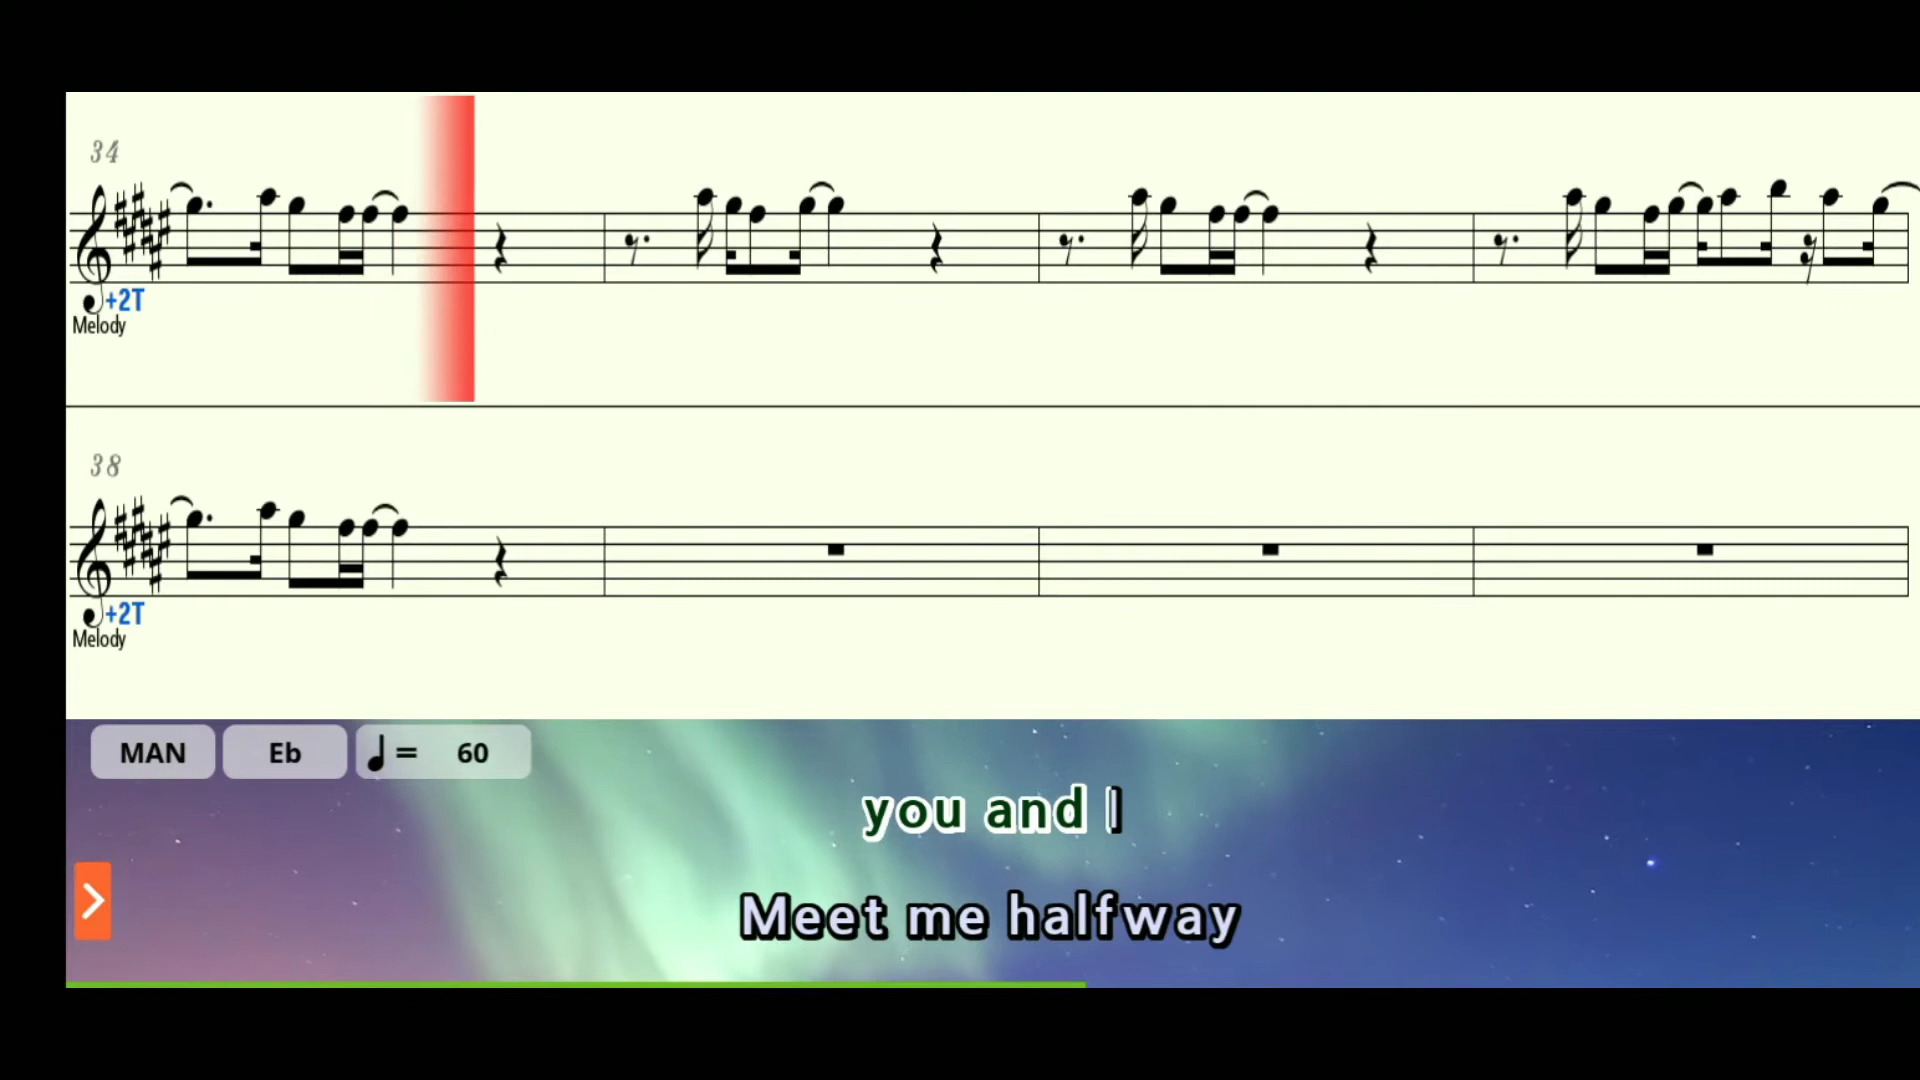 34
+2T
Melody
38
+2T
Melody
MAN Eb = 60
you and I
Meet me halfway